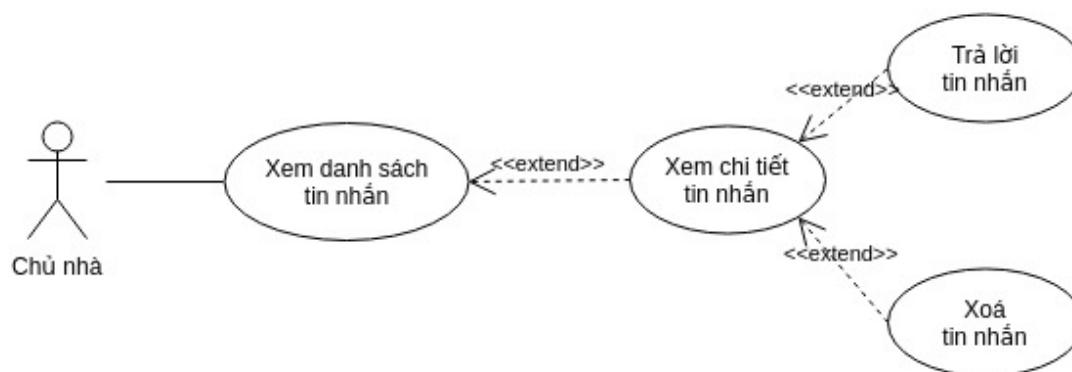 Trả lời
tin nhắn
<<extend>>
Xem danh sách
tin nhắn
<<extend>>
Xem chi tiết
tin nhắn
Chủ nhà
<<extend>>
Xoá
tin nhắn